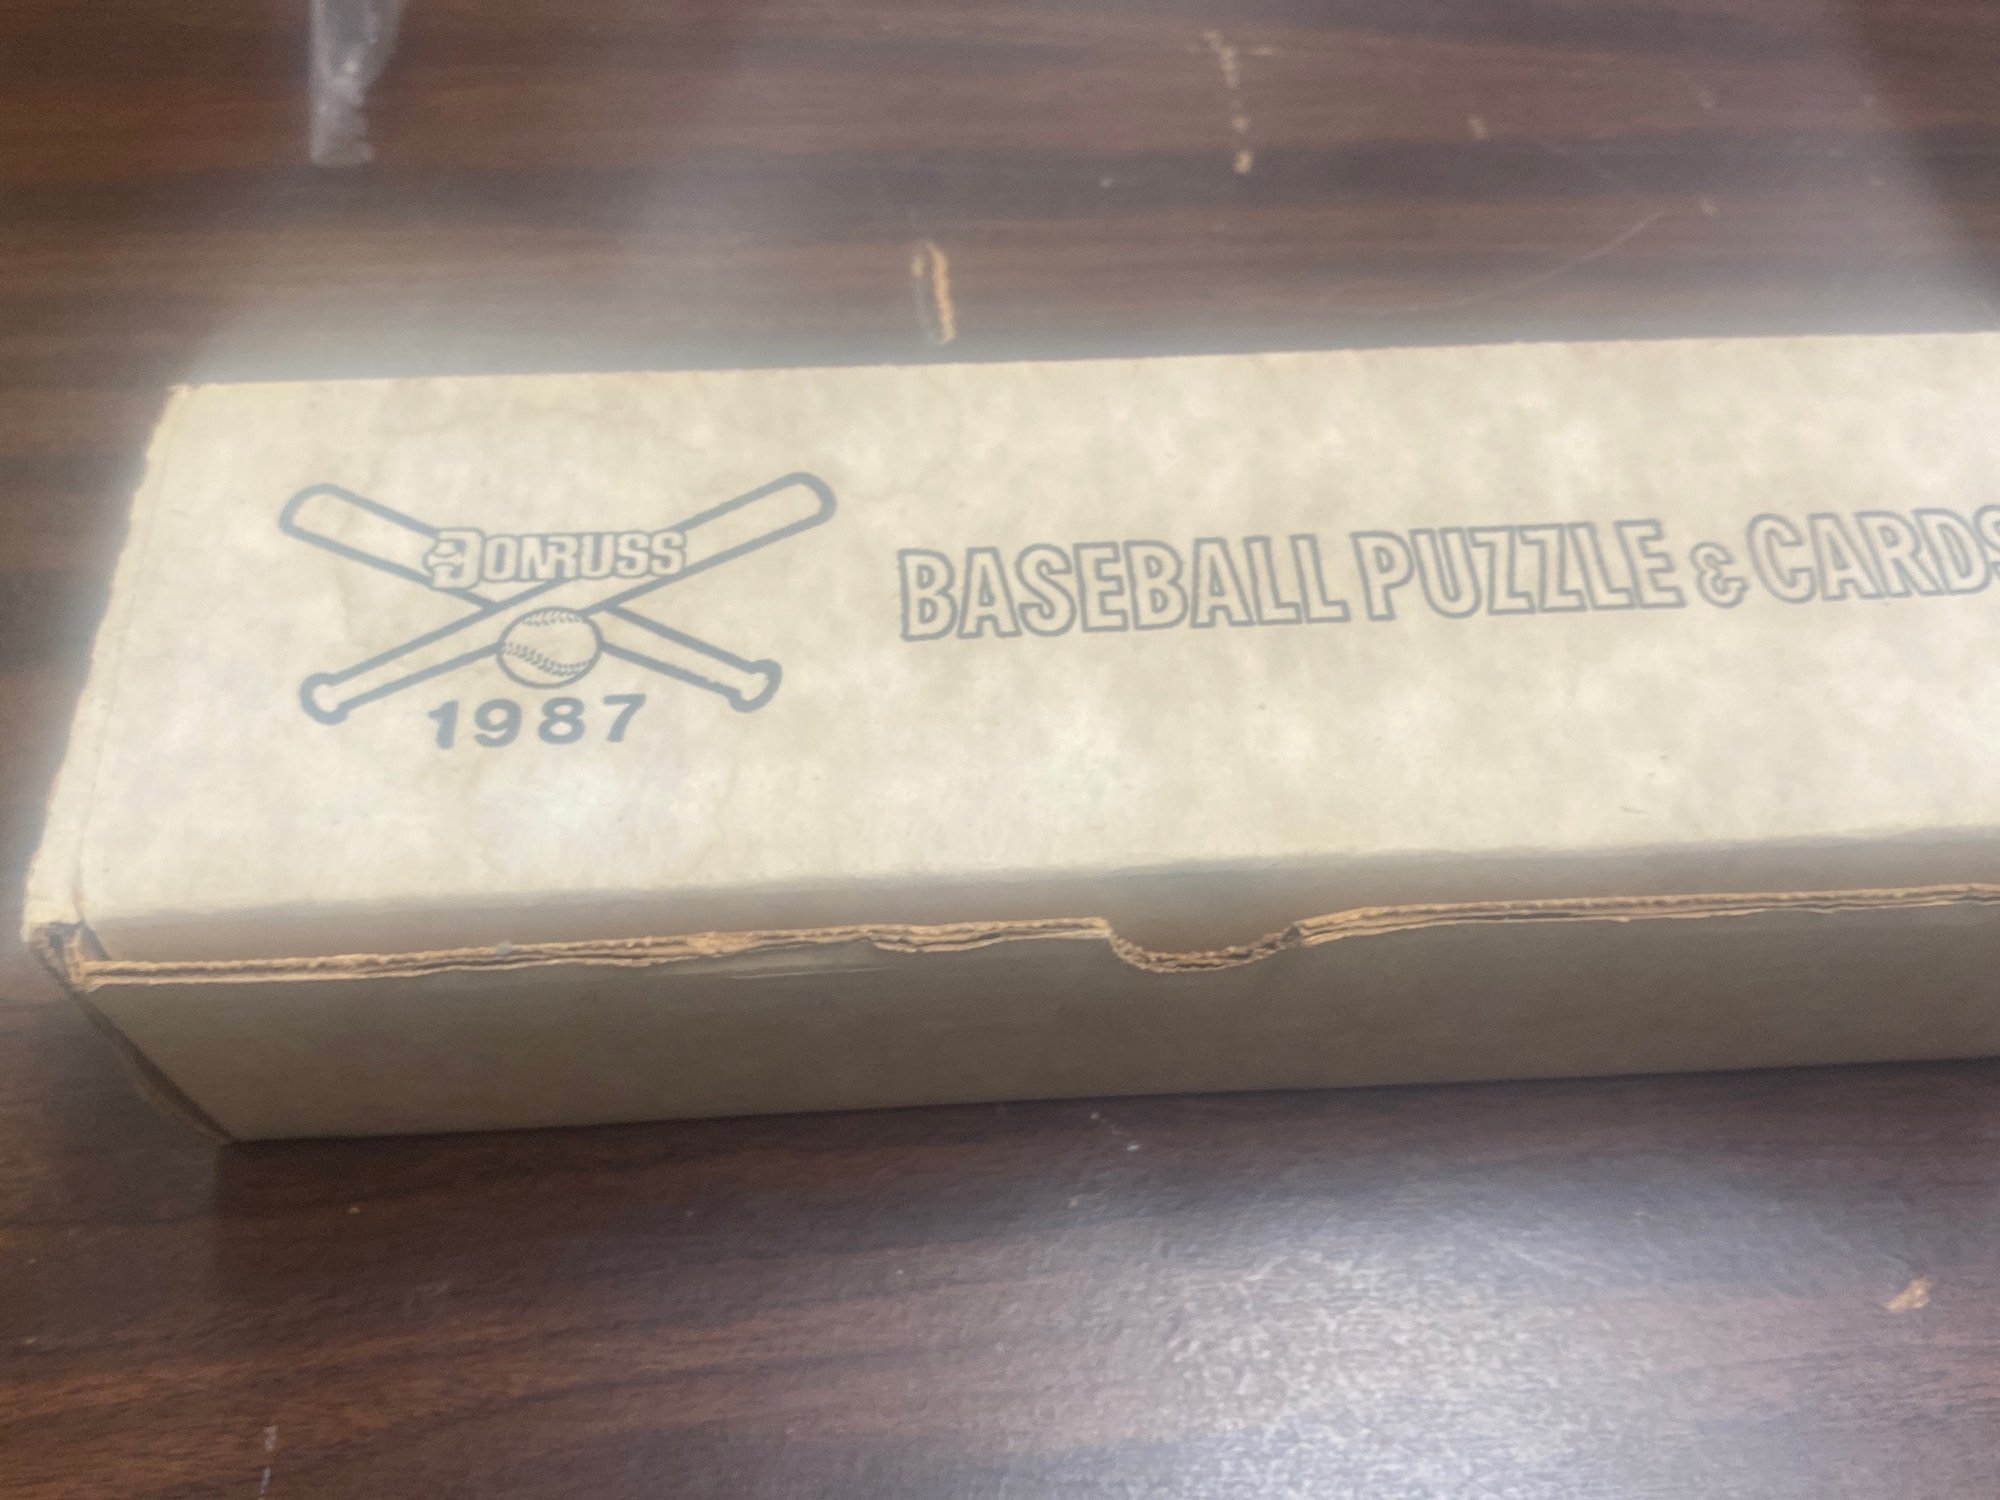 DONRUSS
1987
BASEBALL PUZZLE & CARDS